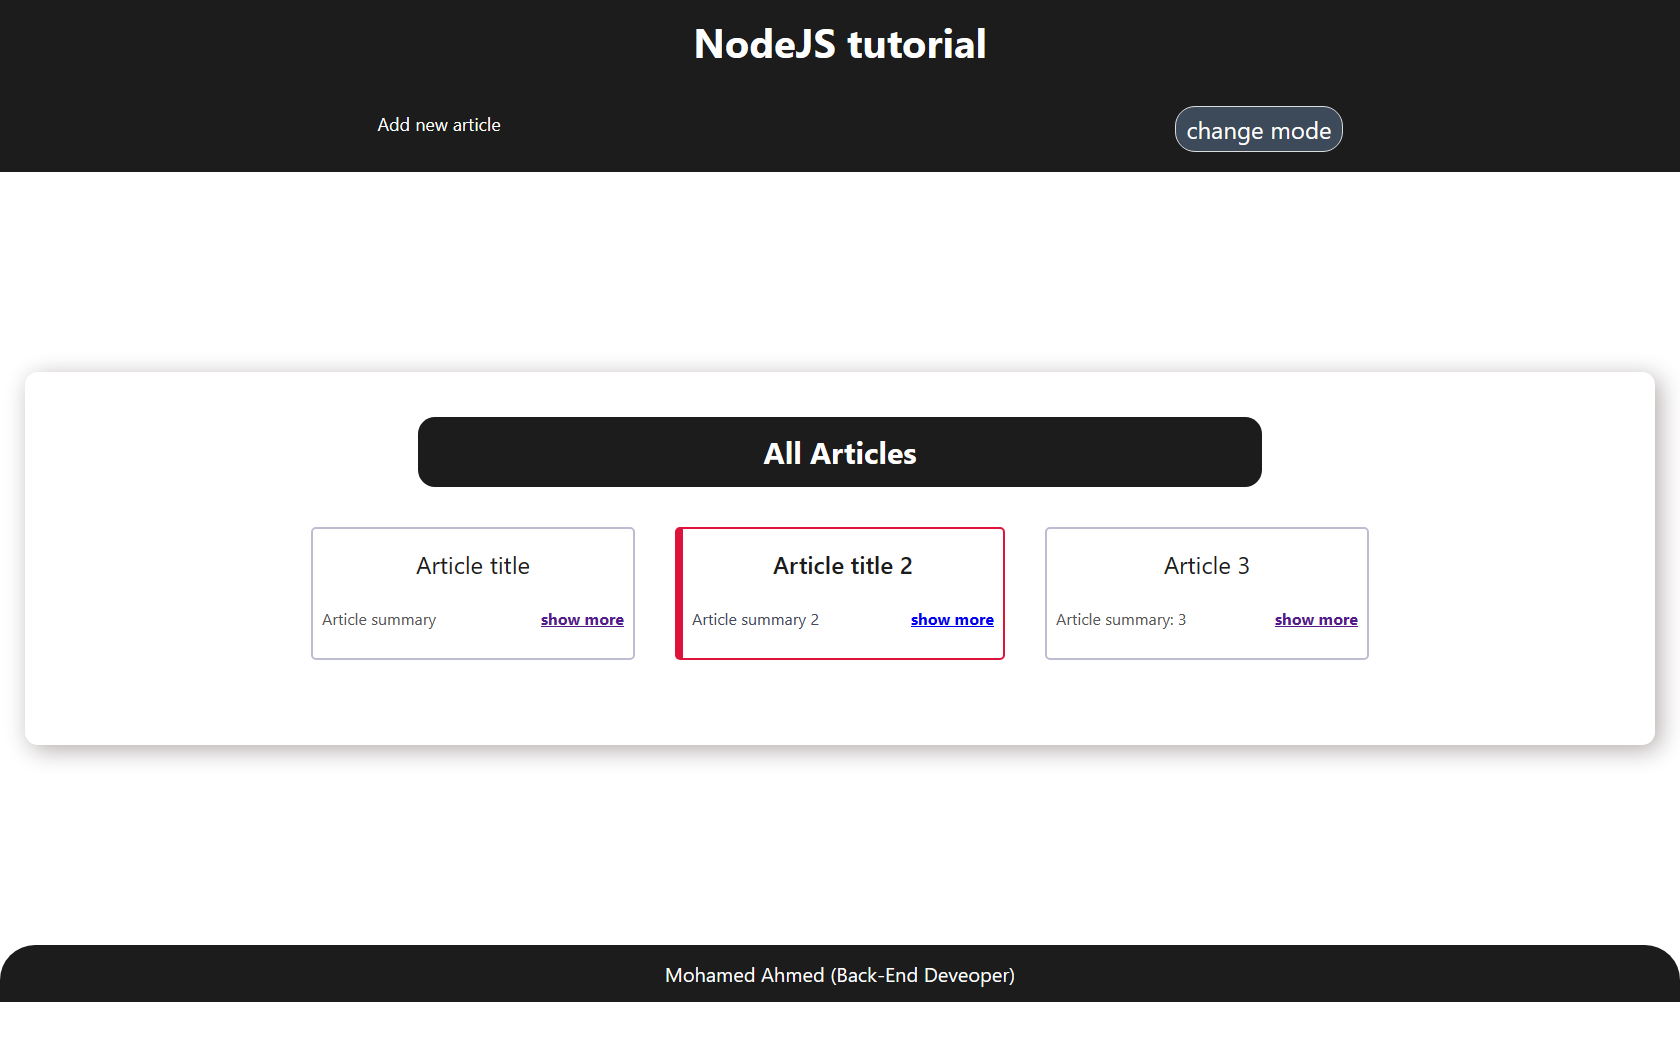 NodeJS tutorial
Add new article
change mode
All Articles
Article title
Article summary show more
Article title 2
Article summary 2 show more
Article 3
Article summary: 3 show more
Mohamed Ahmed (Back-End Deveoper)